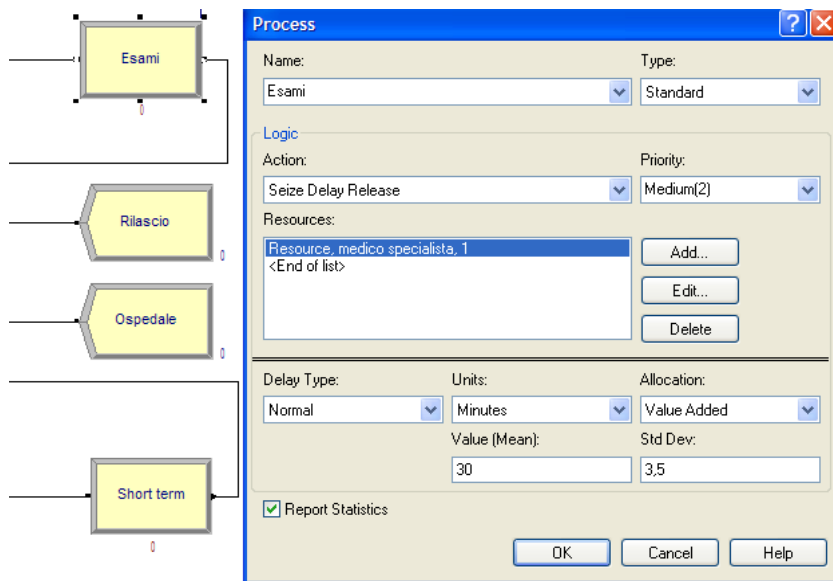 Esami
0
Rilascio
0
Ospedale
0
Short term
0
Process
Name:
Type:
Esami
Standard
Logic
Action:
Priority:
Seize Delay Release
Medium(2)
Resources:
Resource, medico specialista, 1
<End of list>
Add...
Edit...
Delete
Delay Type:
Units:
Allocation:
Normal
Minutes
Value Added
Value (Mean):
Std Dev:
30
3,5
Report Statistics
OK
Cancel
Help